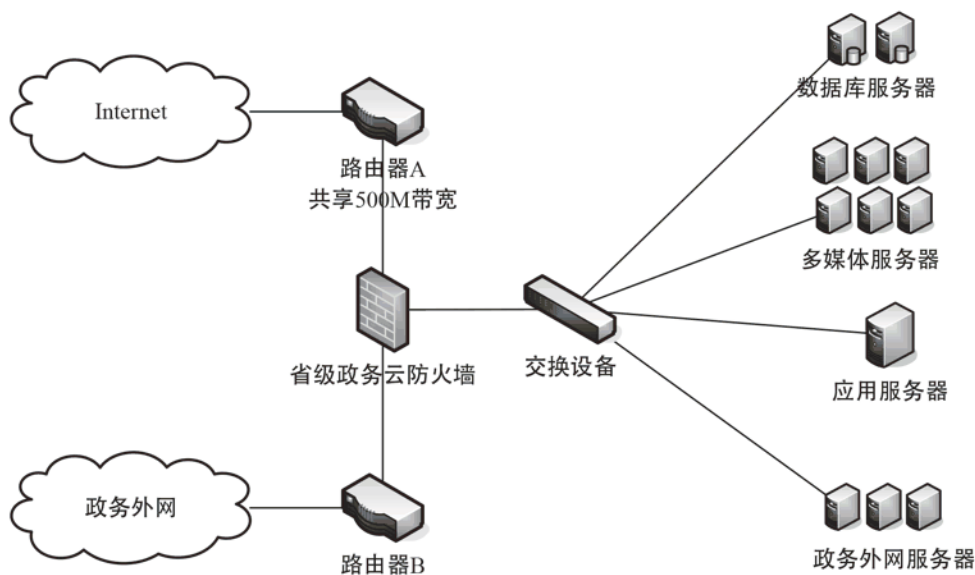 Internet
路由器A
共享500M带宽
省级政务云防火墙
政务外网
路由器B
交换设备
数据库服务器
多媒体服务器
应用服务器
政务外网服务器